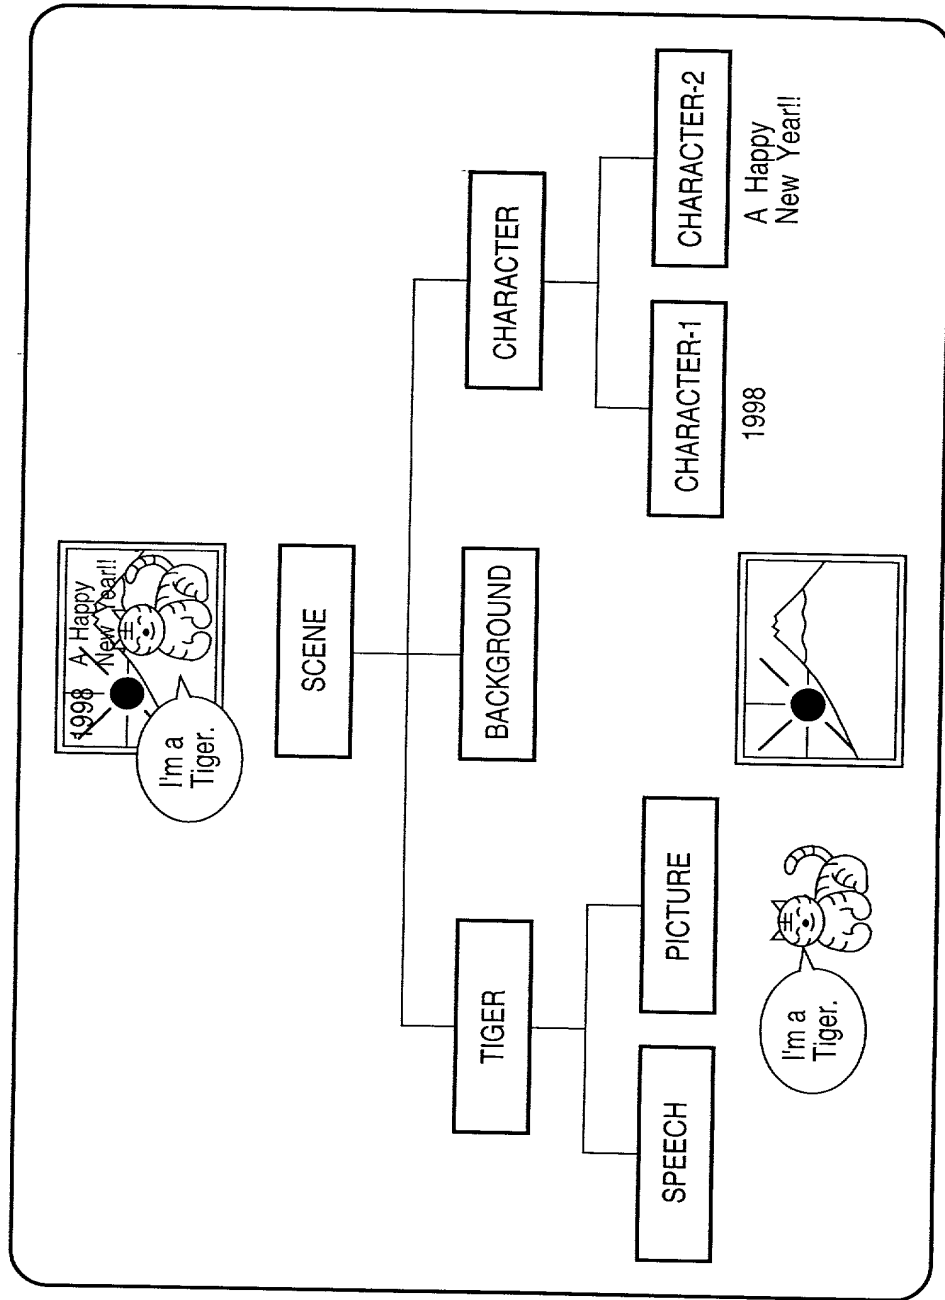 1998 A Happy
New Year!!
I'm a
Tiger.
SCENE
TIGER
BACKGROUND
CHARACTER
SPEECH
PICTURE
CHARACTER-1
CHARACTER-2
I'm a
Tiger.
1998
A Happy
New Year!!